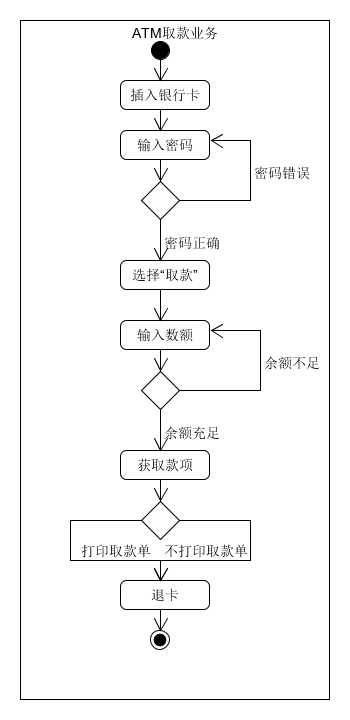 ATM取款业务
插入银行卡
输入密码
密码错误
密码正确
选择“取款”
输入数额
余额不足
余额充足
获取款项
打印取款单
不打印取款单
退卡